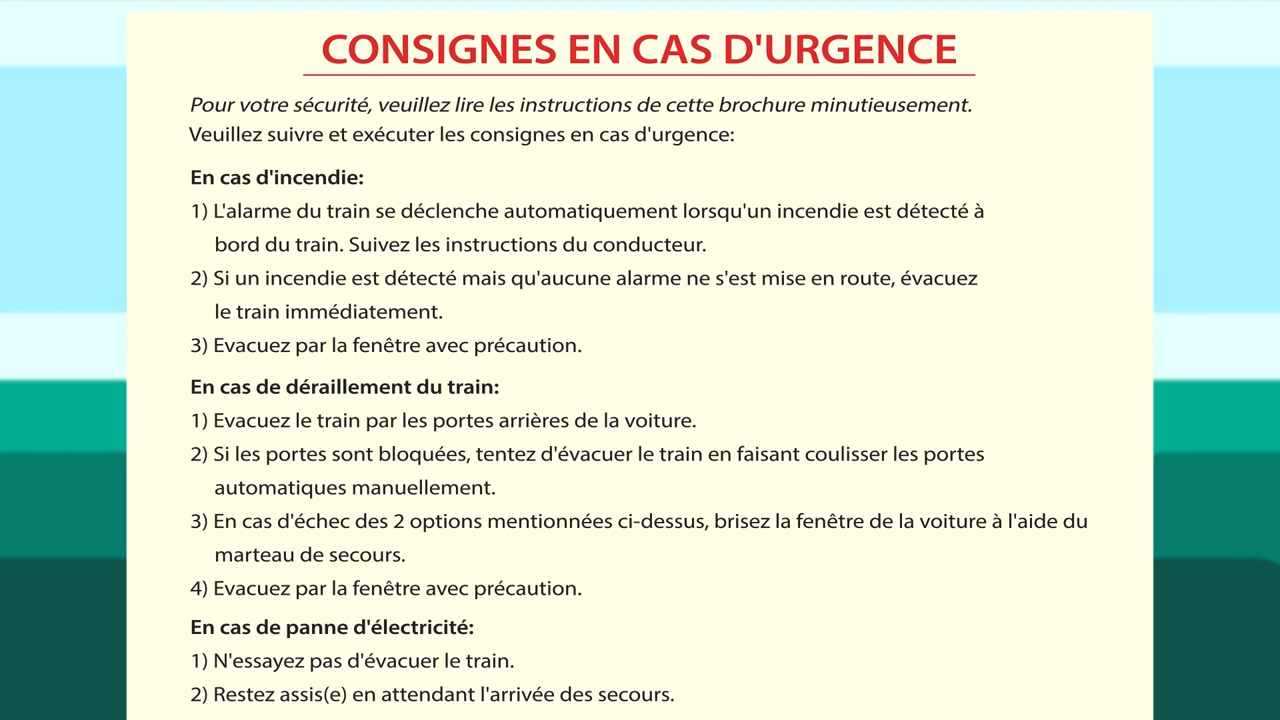 CONSIGNES EN CAS D'URGENCE
Pour votre sécurité, veuillez lire les instructions de cette brochure minutieusement.
Veuillez suivre et exécuter les consignes en cas d'urgence:
En cas d'incendie:
1) L'alarme du train se déclenche automatiquement lorsqu'un incendie est détecté à
bord du train. Suivez les instructions du conducteur.
2) Si un incendie est détecté mais qu'aucune alarme ne s'est mise en route, évacuez
le train immédiatement.
3) Evacuez par la fenêtre avec précaution.
En cas de déraillement du train:
1) Evacuez le train par les portes arrières de la voiture.
2) Si les portes sont bloquées, tentez d'évacuer le train en faisant coulisser les portes
automatiques manuellement.
3) En cas d'échec des 2 options mentionnées ci-dessus, brisez la fenêtre de la voiture à l'aide du
marteau de secours.
4) Evacuez par la fenêtre avec précaution.
En cas de panne d'électricité:
1) N'essayez pas d'évacuer le train.
2) Restez assis(e) en attendant l'arrivée des secours.